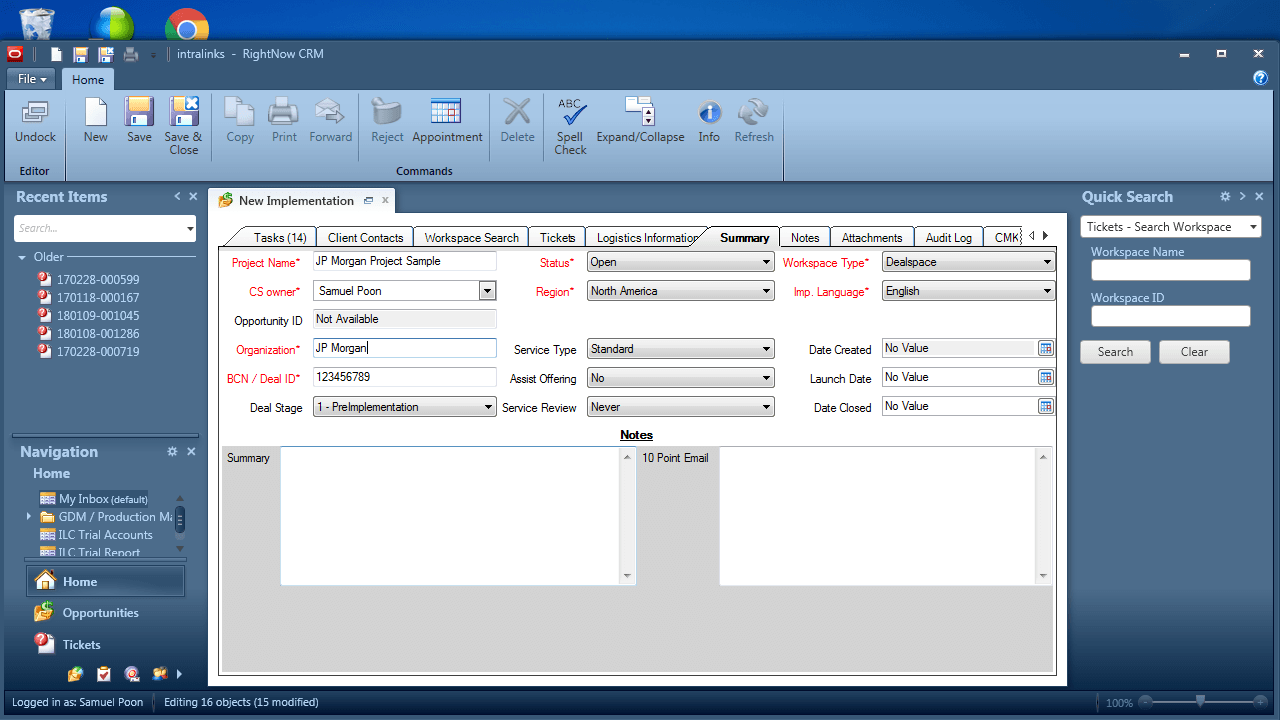 intralinks - RightNow CRM
File
Home
Undock
New
Save
Save & Close
Copy
Print
Forward
Reject
Appointment
Delete
ABC
Spell Check
Expand/Collapse
Info
Refresh
Editor
Commands
Recent Items
Search...
Older
170228-000599
170118-000167
180109-001045
180108-001286
170228-000719
Navigation
Home
My Inbox (default)
GDM / Production Ma
ILC Trial Accounts
ILC Trial Report
Home
Opportunities
Tickets
New Implementation
Tasks (14)
Client Contacts
Workspace Search
Tickets
Logistics Information
Summary
Notes
Attachments
Audit Log
CMK
Project Name* JP Morgan Project Sample
Status* Open
Workspace Type* Dealspace
CS owner* Samuel Poon
Region* North America
Imp. Language* English
Opportunity ID Not Available
Organization* JP Morgan
Service Type Standard
Date Created No Value
BCN / Deal ID* 123456789
Assist Offering No
Launch Date No Value
Deal Stage 1 - PreImplementation
Service Review Never
Date Closed No Value
Notes
Summary
10 Point Email
Quick Search
Tickets - Search Workspace
Workspace Name
Workspace ID
Search
Clear
Logged in as: Samuel Poon
Editing 16 objects (15 modified)
100%